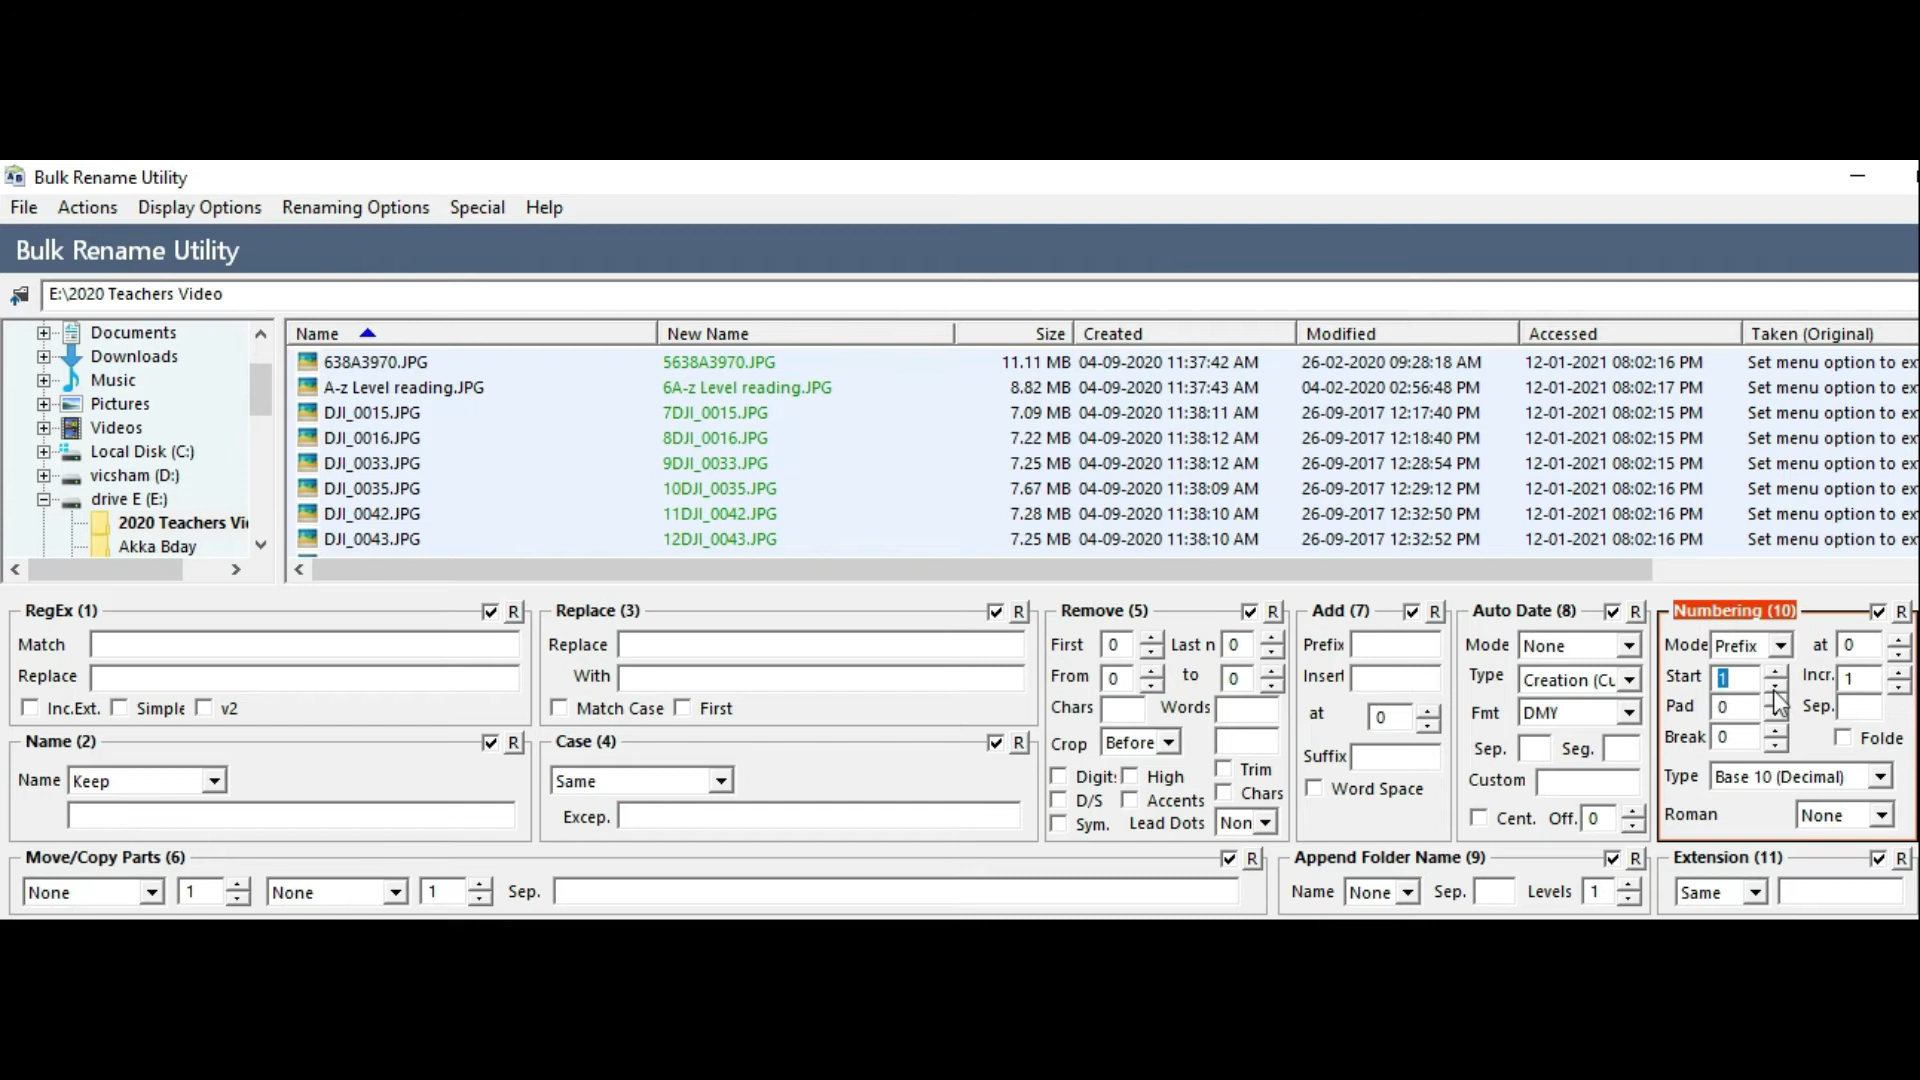 Bulk Rename Utility
File Actions Display Options Renaming Options Special Help
Bulk Rename Utility
E:\2020 Teachers Video
Documents
Downloads
Music
Pictures
Videos
Local Disk (C:)
vicsham (D:)
drive E (E:)
2020 Teachers Vi
Akka Bday
Name New Name Size Created Modified Accessed Taken (Original)
638A3970.JPG 5638A3970.JPG 11.11 MB 04-09-2020 11:37:42 AM 26-02-2020 09:28:18 AM 12-01-2021 08:02:16 PM Set menu option to ex
A-z Level reading.JPG 6A-z Level reading.JPG 8.82 MB 04-09-2020 11:37:43 AM 04-02-2020 02:56:48 PM 12-01-2021 08:02:17 PM Set menu option to ex
DJI_0015.JPG 7DJI_0015.JPG 7.09 MB 04-09-2020 11:38:11 AM 26-09-2017 12:17:40 PM 12-01-2021 08:02:15 PM Set menu option to ex
DJI_0016.JPG 8DJI_0016.JPG 7.22 MB 04-09-2020 11:38:12 AM 26-09-2017 12:18:40 PM 12-01-2021 08:02:15 PM Set menu option to ex
DJI_0033.JPG 9DJI_0033.JPG 7.25 MB 04-09-2020 11:38:12 AM 26-09-2017 12:28:54 PM 12-01-2021 08:02:15 PM Set menu option to ex
DJI_0035.JPG 10DJI_0035.JPG 7.67 MB 04-09-2020 11:38:09 AM 26-09-2017 12:29:12 PM 12-01-2021 08:02:16 PM Set menu option to ex
DJI_0042.JPG 11DJI_0042.JPG 7.28 MB 04-09-2020 11:38:10 AM 26-09-2017 12:32:50 PM 12-01-2021 08:02:16 PM Set menu option to ex
DJI_0043.JPG 12DJI_0043.JPG 7.25 MB 04-09-2020 11:38:10 AM 26-09-2017 12:32:52 PM 12-01-2021 08:02:16 PM Set menu option to ex
RegEx (1) R
Match
Replace
Inc.Ext. Simple v2
Name (2) R
Name Keep
Replace (3) R
Replace
With
Match Case First
Case (4) R
Same
Excep.
Remove (5) R
First 0 Last n 0
From 0 to 0
Chars Words
Crop Before
Digit: High Trim
D/S Accents Chars
Sym. Lead Dots Non
Add (7) R
Prefix
Insert
at 0
Suffix
Word Space
Auto Date (8) R
Mode None
Type Creation (Cu
Fmt DMY
Sep. Seg.
Custom
Cent. Off. 0
Numbering (10) R
Mode Prefix at 0
Start 1 Incr. 1
Pad 0 Sep.
Break 0 Folde
Type Base 10 (Decimal)
Roman None
Move/Copy Parts (6) R
None 1 None 1 Sep.
Append Folder Name (9) R
Name None Sep. Levels 1
Extension (11) R
Same